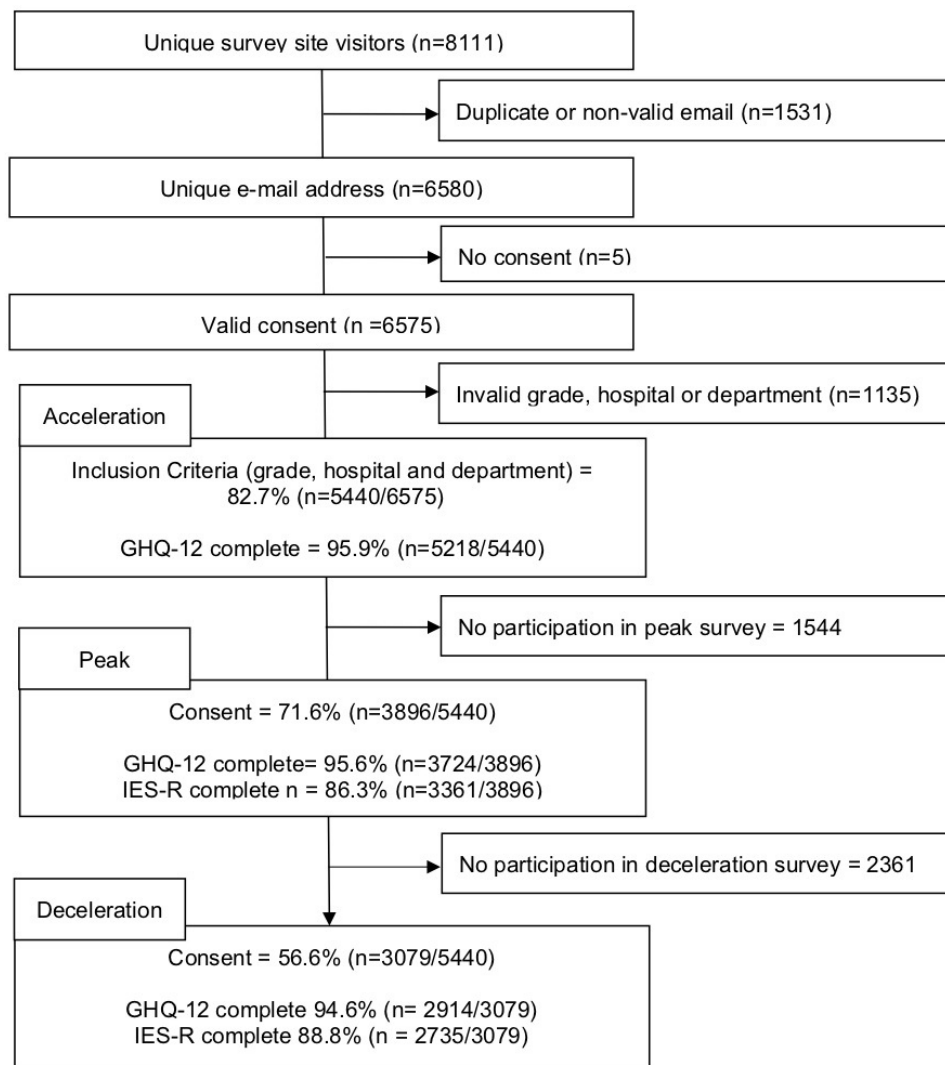 Unique survey site visitors (n=8111)
Duplicate or non-valid email (n=1531)
Unique e-mail address (n=6580)
No consent (n=5)
Valid consent (n =6575)
Invalid grade, hospital or department (n=1135)
Acceleration
Inclusion Criteria (grade, hospital and department) =
82.7% (n=5440/6575)
GHQ-12 complete = 95.9% (n=5218/5440)
No participation in peak survey = 1544
Peak
Consent = 71.6% (n=3896/5440)
GHQ-12 complete= 95.6% (n=3724/3896)
IES-R complete n = 86.3% (n=3361/3896)
No participation in deceleration survey = 2361
Deceleration
Consent = 56.6% (n=3079/5440)
GHQ-12 complete 94.6% (n= 2914/3079)
IES-R complete 88.8% (n = 2735/3079)